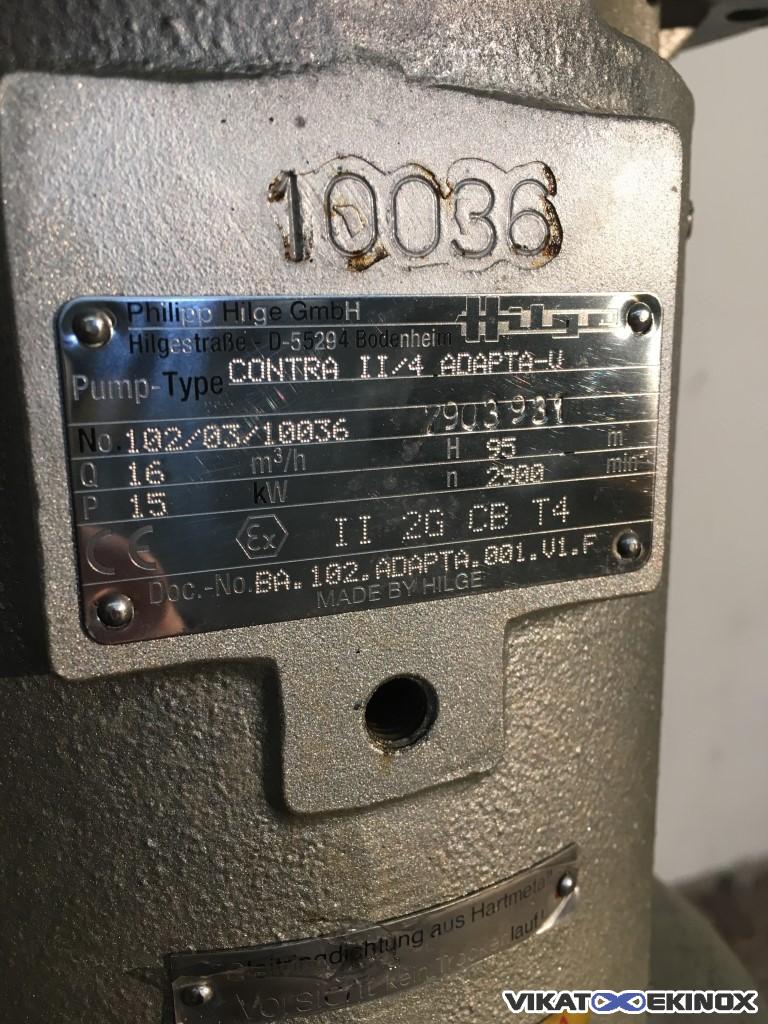 10036
Philipp Hilge GmbH Hilge
Hilgestraße - D-55294 Bodenheim
Pump-Type CONTRA II/4 ADAPTA-V
No. 102/03/10036 2903931
Q 16 m³/h H 95 m
P 15 kW n 2900 min⁻¹
CE Ex II 2G CB T4
Doc.-No. BA.102.ADAPTA.001.V1.F
MADE BY HILGE
aus Hartmetall
Vor lauf!
VIKAT EKINOX